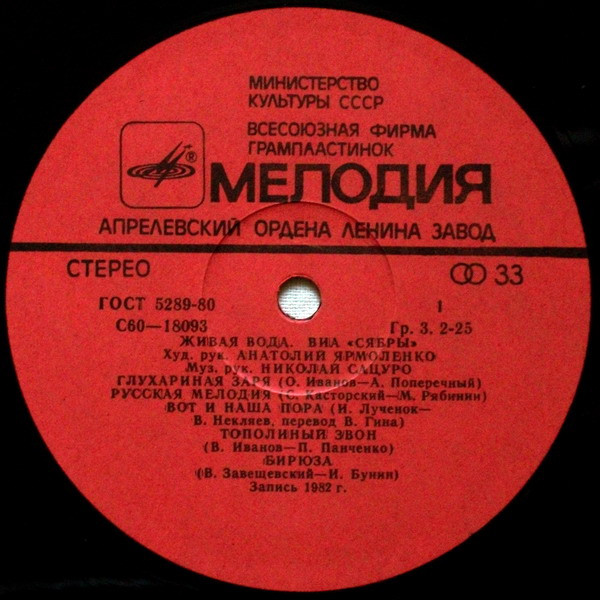 МИНИСТЕРСТВО
КУЛЬТУРЫ СССР
ВСЕСОЮЗНАЯ ФИРМА
ГРАМПЛАСТИНОК
®
МЕЛОДИЯ
АПРЕЛЕВСКИЙ ОРДЕНА ЛЕНИНА ЗАВОД
СТЕРЕО 33
ГОСТ 5289-80 1
С60—18093 Гр. 3. 2-25
ЖИВАЯ ВОДА. ВИА «СЯБРЫ»
Худ. рук. АНАТОЛИЙ ЯРМОЛЕНКО
Муз. рук. НИКОЛАЙ САЦУРО
ГЛУХАРИНАЯ ЗАРЯ (О. Иванов—А. Поперечный)
РУССКАЯ МЕЛОДИЯ (С. Касторский—М. Рябинин)
ВОТ И НАША ПОРА (И. Лученок—
В. Некляев, перевод В. Гина)
ТОПОЛИНЫЙ ЗВОН
(В. Иванов—П. Панченко)
БИРЮЗА
(В. Завещевский—И. Бунин)
Запись 1982 г.